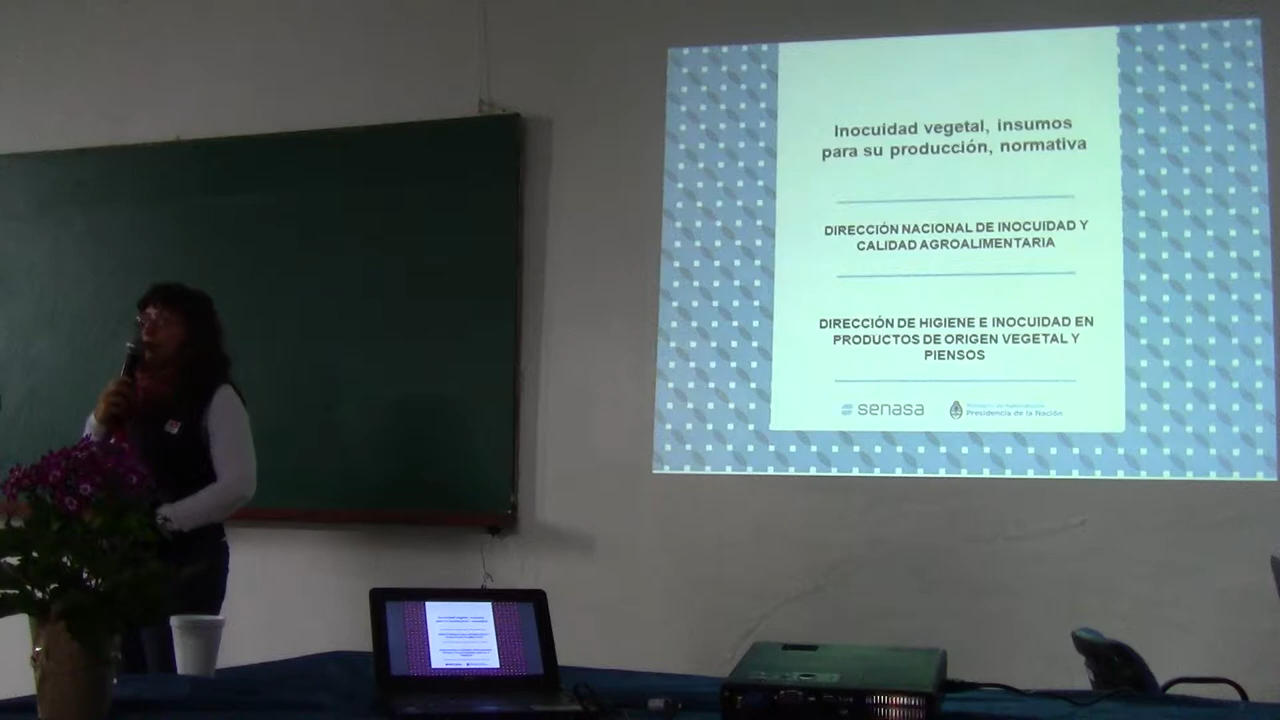 Inocuidad vegetal, insumos
para su producción, normativa
DIRECCIÓN NACIONAL DE INOCUIDAD Y
CALIDAD AGROALIMENTARIA
DIRECCIÓN DE HIGIENE E INOCUIDAD EN
PRODUCTOS DE ORIGEN VEGETAL Y
PIENSOS
senasa
Presidencia de la Nación